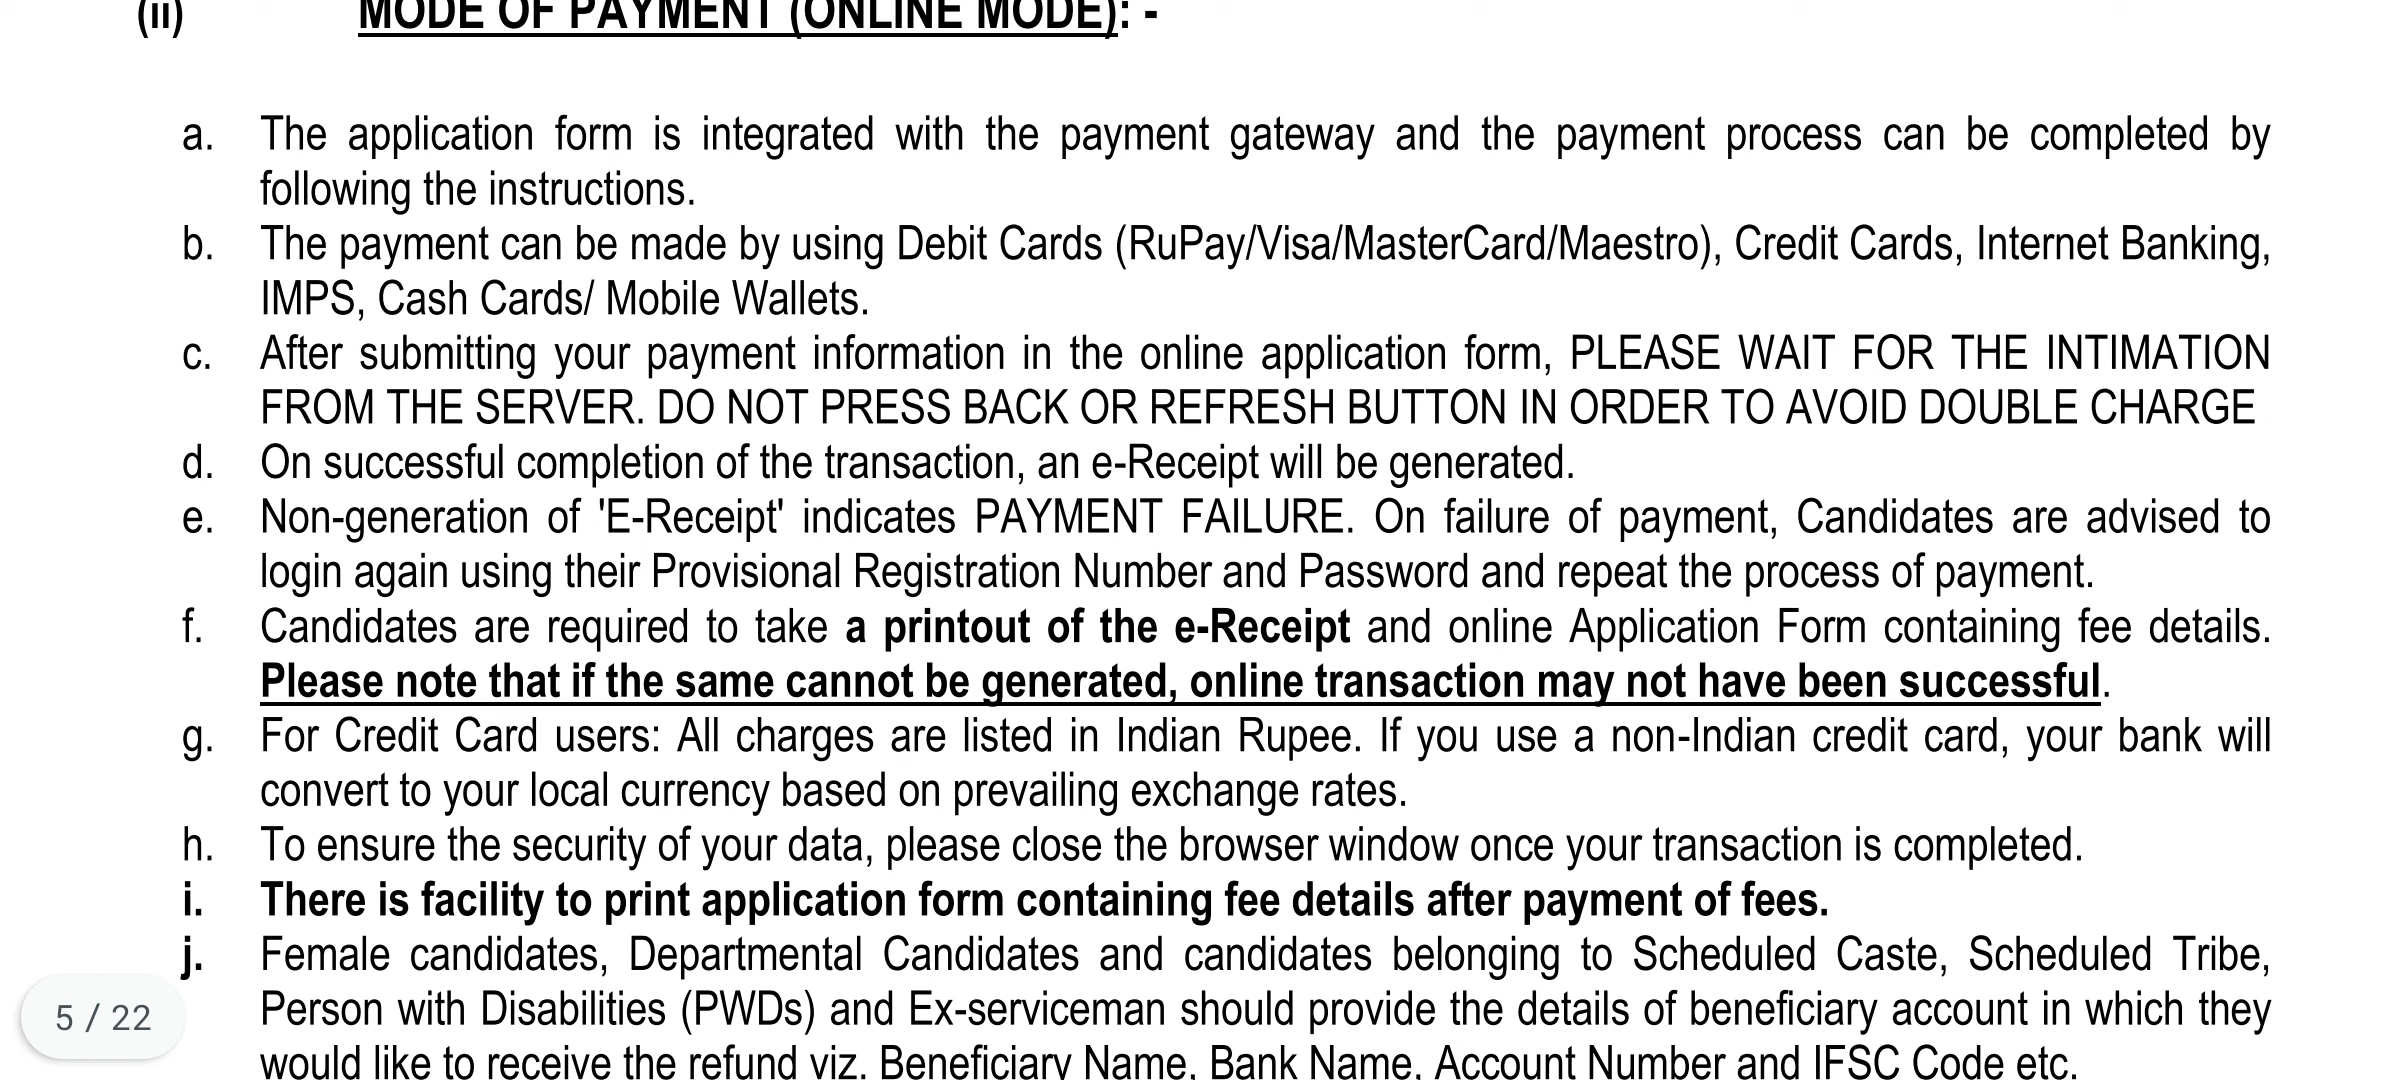 (ii) MODE OF PAYMENT (ONLINE MODE): -
a. The application form is integrated with the payment gateway and the payment process can be completed by
following the instructions.
b. The payment can be made by using Debit Cards (RuPay/Visa/MasterCard/Maestro), Credit Cards, Internet Banking,
IMPS, Cash Cards/ Mobile Wallets.
c. After submitting your payment information in the online application form, PLEASE WAIT FOR THE INTIMATION
FROM THE SERVER. DO NOT PRESS BACK OR REFRESH BUTTON IN ORDER TO AVOID DOUBLE CHARGE
d. On successful completion of the transaction, an e-Receipt will be generated.
e. Non-generation of 'E-Receipt' indicates PAYMENT FAILURE. On failure of payment, Candidates are advised to
login again using their Provisional Registration Number and Password and repeat the process of payment.
f. Candidates are required to take a printout of the e-Receipt and online Application Form containing fee details.
Please note that if the same cannot be generated, online transaction may not have been successful.
g. For Credit Card users: All charges are listed in Indian Rupee. If you use a non-Indian credit card, your bank will
convert to your local currency based on prevailing exchange rates.
h. To ensure the security of your data, please close the browser window once your transaction is completed.
i. There is facility to print application form containing fee details after payment of fees.
j. Female candidates, Departmental Candidates and candidates belonging to Scheduled Caste, Scheduled Tribe,
Person with Disabilities (PWDs) and Ex-serviceman should provide the details of beneficiary account in which they
would like to receive the refund viz. Beneficiary Name, Bank Name, Account Number and IFSC Code etc.
5 / 22